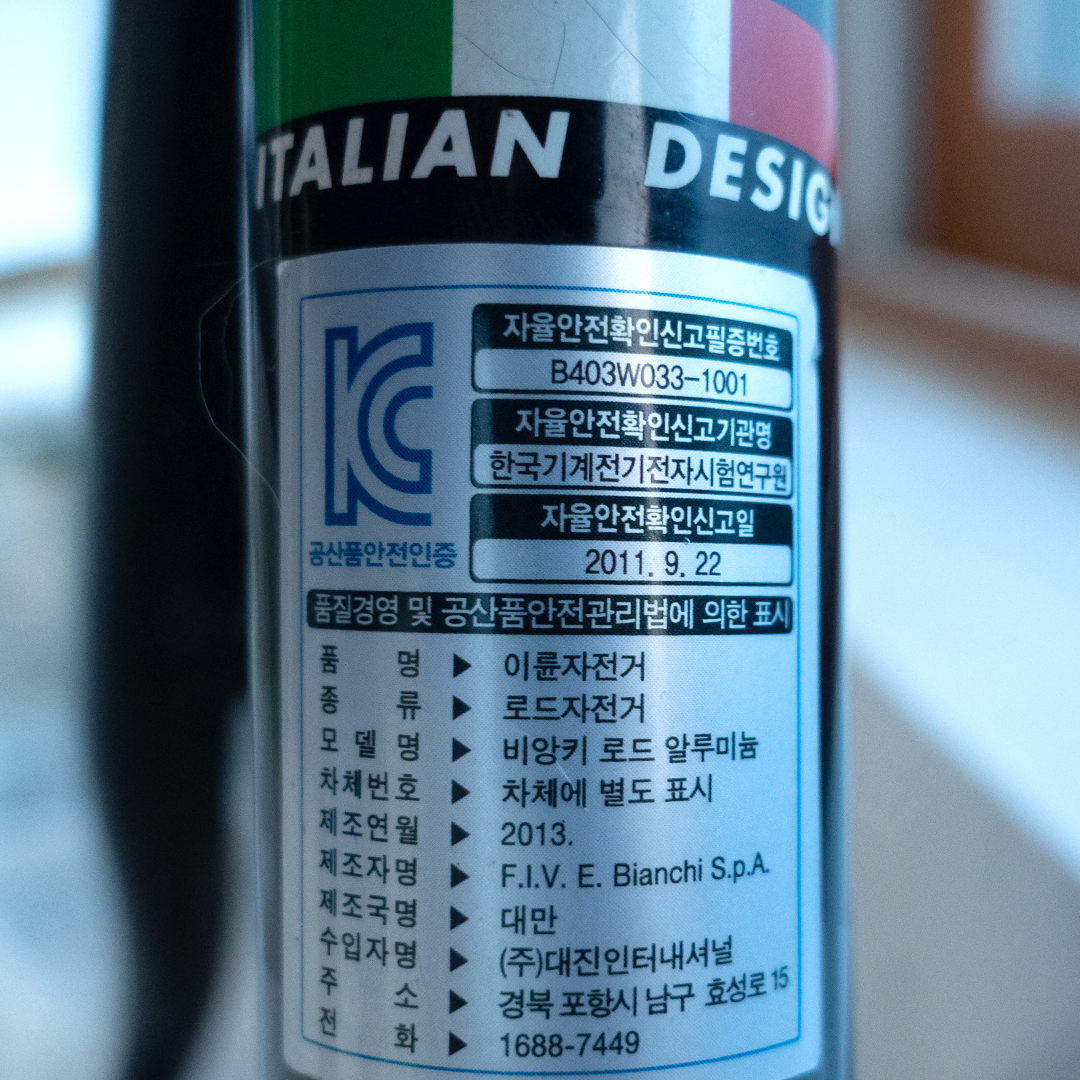 ITALIAN DESIGN
KC
자율안전확인신고필증번호
B403W033-1001
자율안전확인신고기관명
한국기계전기전자시험연구원
자율안전확인신고일
2011. 9. 22
공산품안전인증
품질경영 및 공산품안전관리법에 의한 표시
품 명 ▶ 이륜자전거
종 류 ▶ 로드자전거
모 델 명 ▶ 비앙키 로드 알루미늄
차체번호 ▶ 차체에 별도 표시
제조연월 ▶ 2013.
제조자명 ▶ F.I.V. E. Bianchi S.p.A.
제조국명 ▶ 대만
수입자명 ▶ (주)대진인터내셔널
주 소 ▶ 경북 포항시 남구 효성로 15
전 화 ▶ 1688-7449